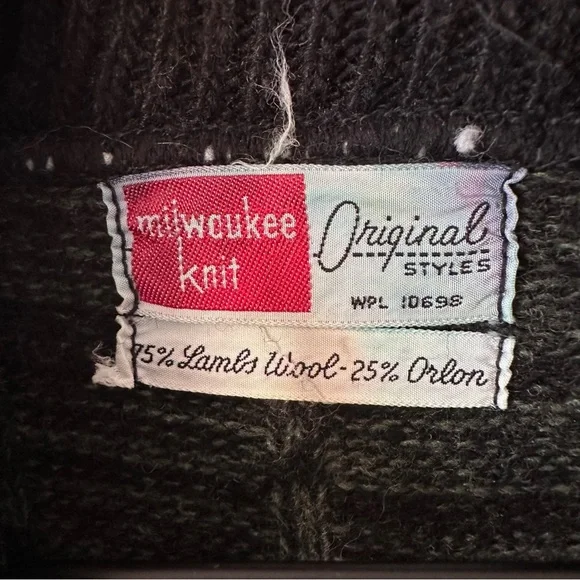 milwaukee
knit
Original
STYLES
WPL 10698
75% Lambs Wool - 25% Orlon